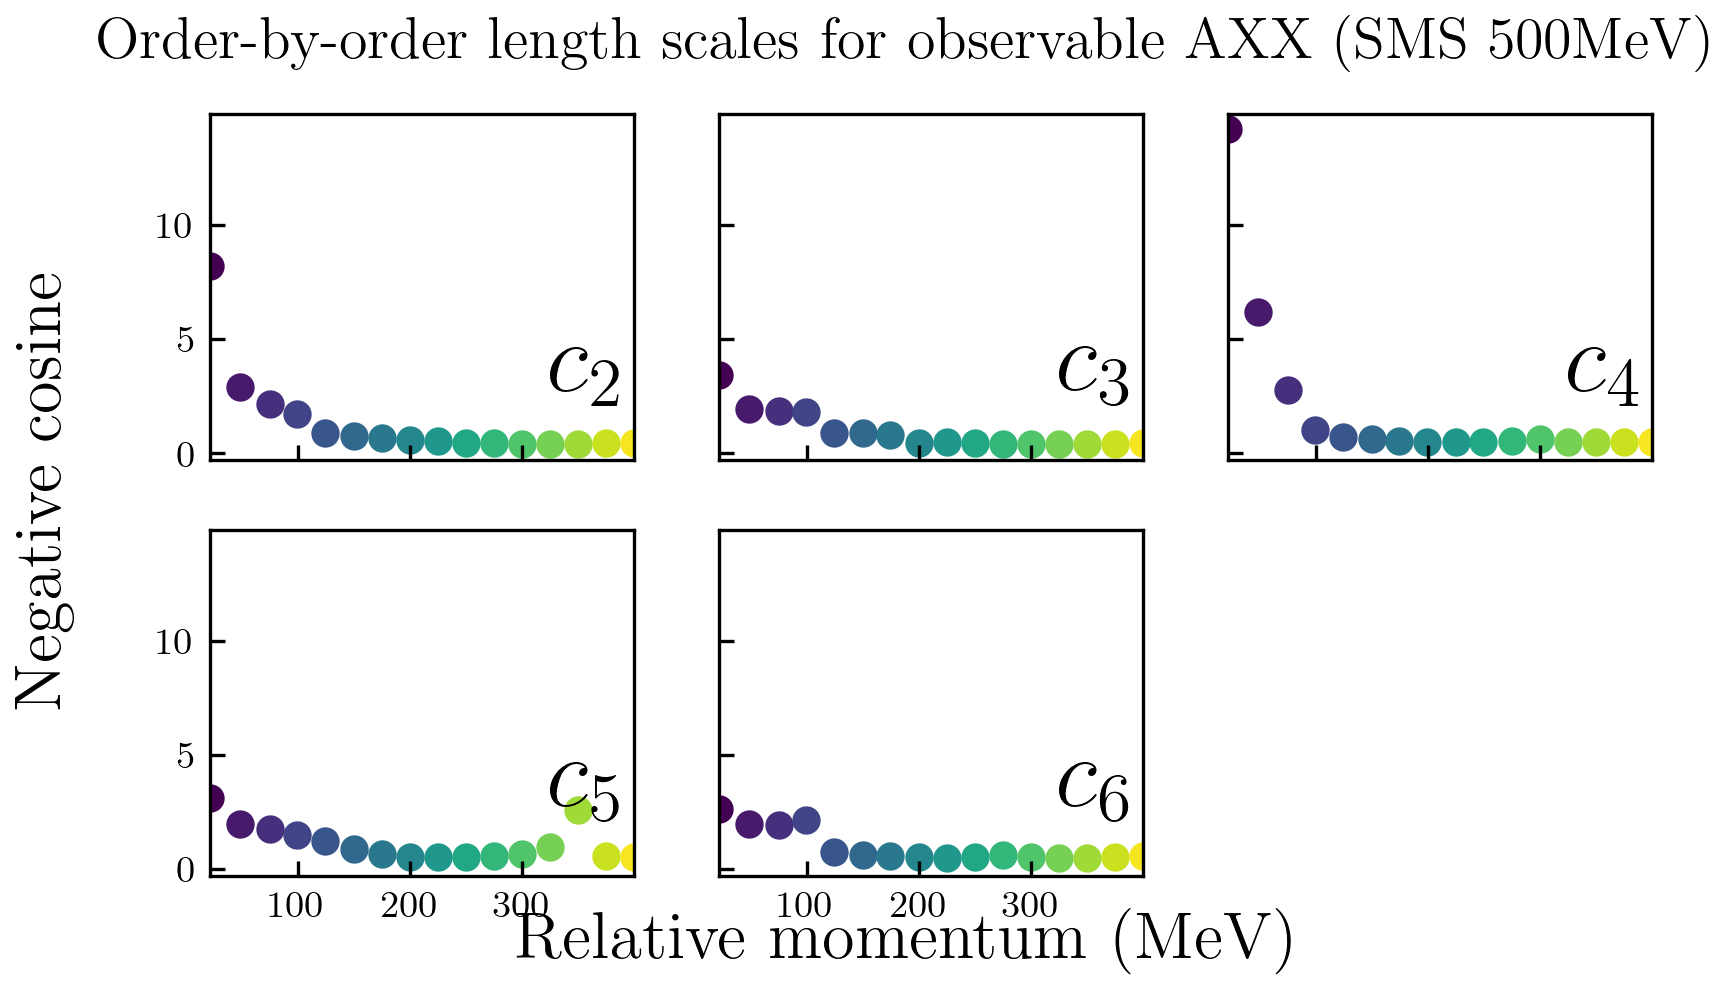 Order-by-order length scales for observable AXX (SMS 500MeV)
Negative cosine
10
5
0
c2
c3
c4
10
5
0
c5
c6
100 200 300
100 200 300
Relative momentum (MeV)